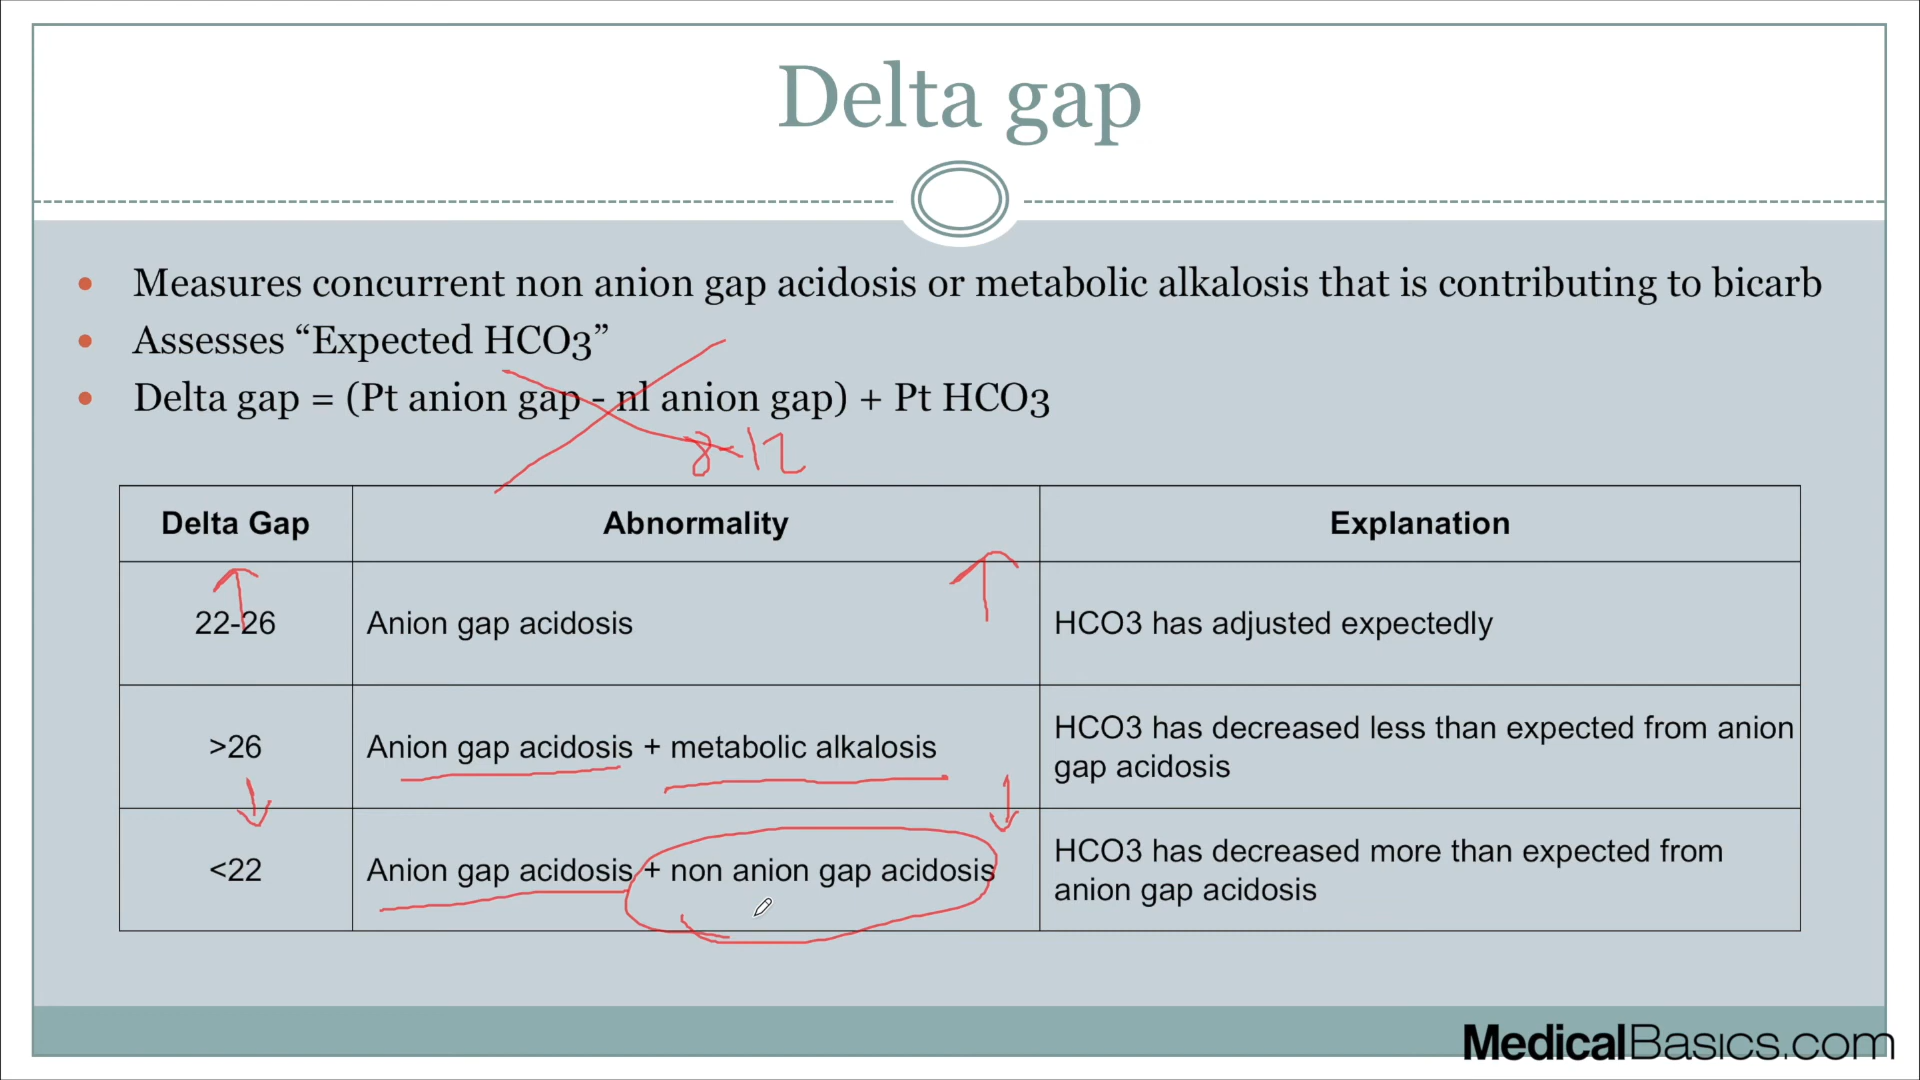 Delta gap
Measures concurrent non anion gap acidosis or metabolic alkalosis that is contributing to bicarb
Assesses “Expected HCO3”
Delta gap = (Pt anion gap - nl anion gap) + Pt HCO3
8-12
Delta Gap Abnormality Explanation
22-26 Anion gap acidosis HCO3 has adjusted expectedly
>26 Anion gap acidosis + metabolic alkalosis HCO3 has decreased less than expected from anion
gap acidosis
<22 Anion gap acidosis + non anion gap acidosis HCO3 has decreased more than expected from
anion gap acidosis
MedicalBasics.com